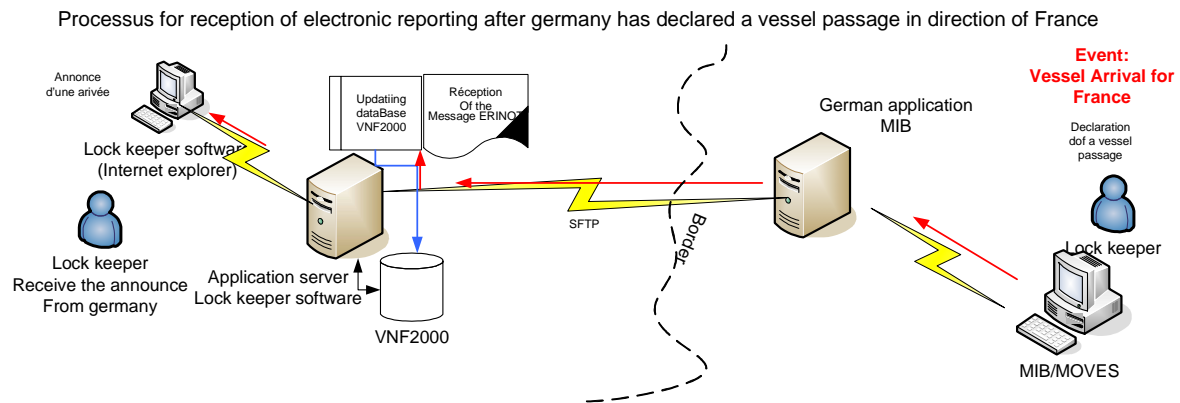 Processus for reception of electronic reporting after germany has declared a vessel passage in direction of France
Annonce
d'une arivée
Lock keeper software
(Internet explorer)
Lock keeper
Receive the announce
From germany
Updatiing
dataBase
VNF2000
Réception
Of the
Message ERINOT
Application server
Lock keeper software
VNF2000
SFTP
Border
German application
MIB
Event:
Vessel Arrival for
France
Declaration
dof a vessel
passage
Lock keeper
MIB/MOVES